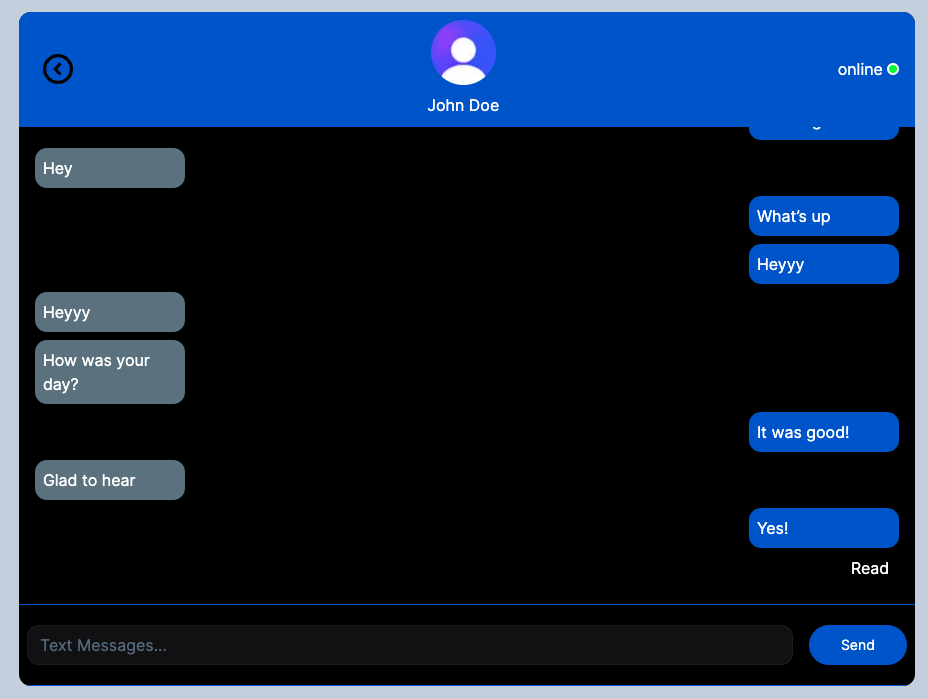 online
John Doe
Hey
What’s up
Heyyy
Heyyy
How was your
day?
It was good!
Glad to hear
Yes!
Read
Text Messages...
Send